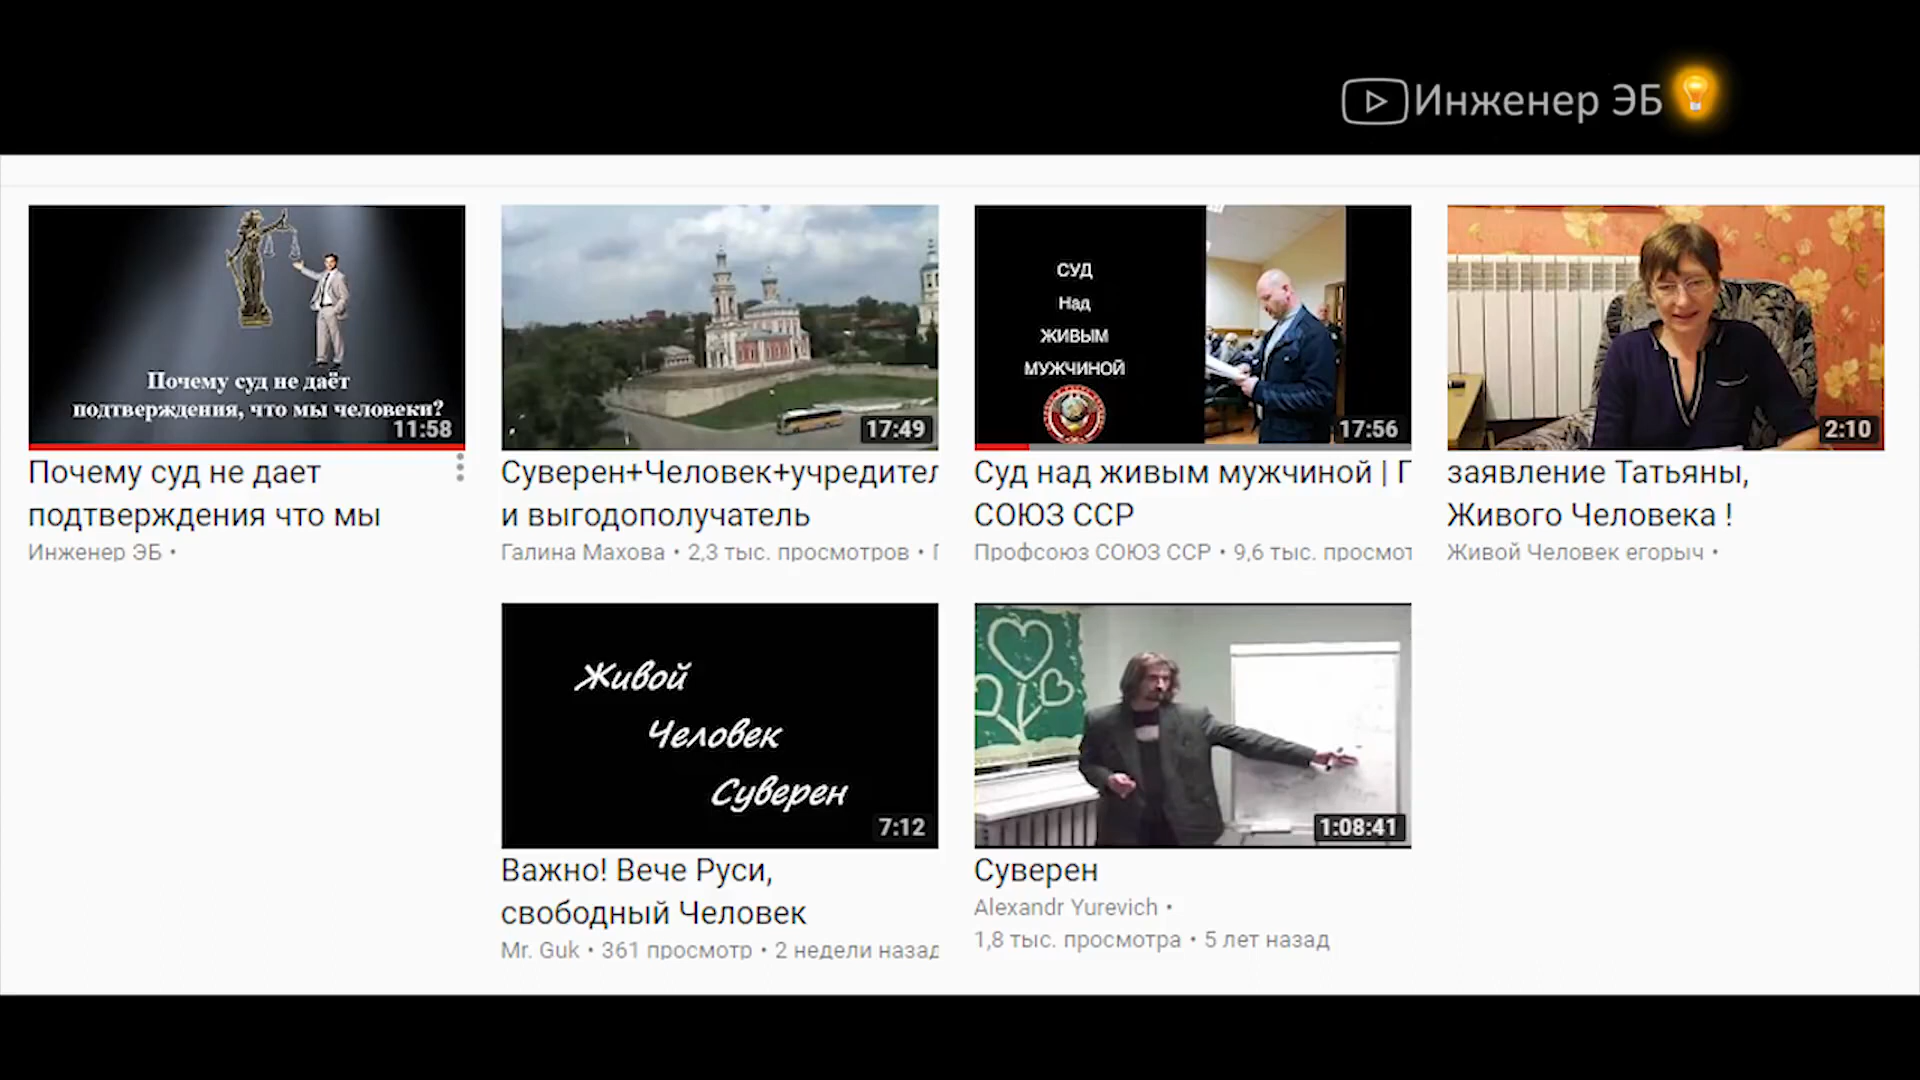 Инженер ЭБ
Почему суд не даёт
подтверждения, что мы человеки?
11:58
Почему суд не дает
подтверждения что мы
Инженер ЭБ •
17:49
Суверен+Человек+учредител
и выгодополучатель
Галина Махова • 2,3 тыс. просмотров •
СУД
Над
ЖИВЫМ
МУЖЧИНОЙ
17:56
Суд над живым мужчиной | Г
СОЮЗ ССР
Профсоюз СОЮЗ ССР • 9,6 тыс. просмот
2:10
заявление Татьяны,
Живого Человека !
Живой Человек егорыч •
Живой
Человек
Суверен
7:12
Важно! Вече Руси,
свободный Человек
Mr. Guk • 361 просмотр • 2 недели назад
1:08:41
Суверен
Alexandr Yurevich •
1,8 тыс. просмотра • 5 лет назад